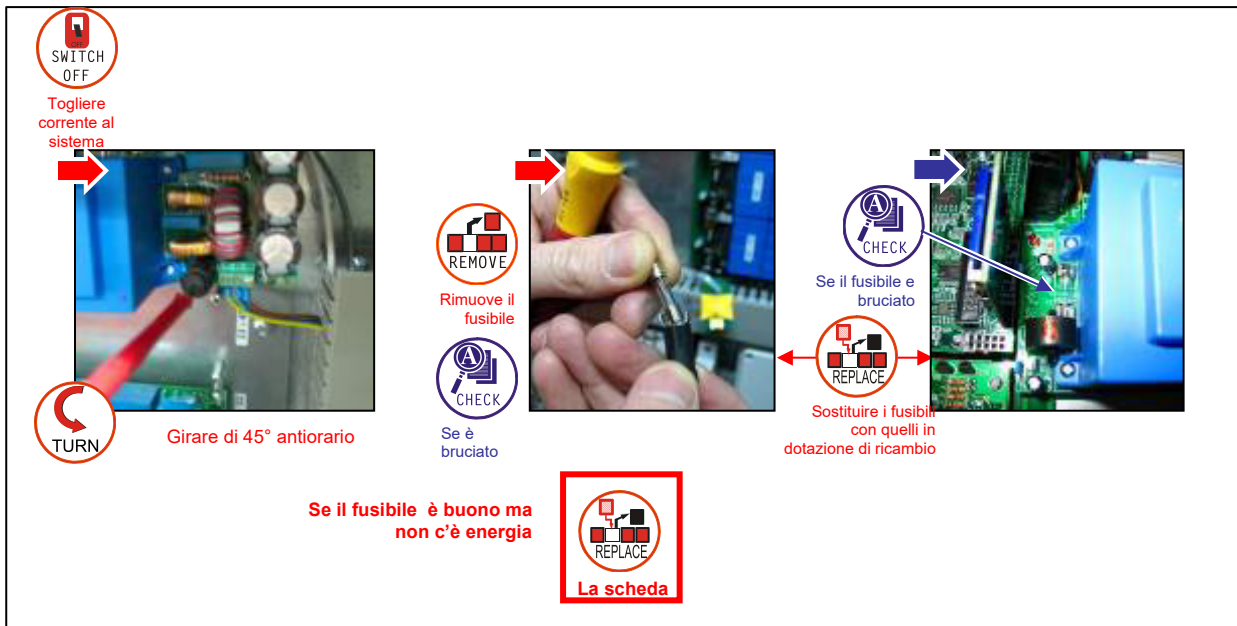 OFF
SWITCH
OFF
Togliere
corrente al
sistema
TURN
Girare di 45° antiorario
REMOVE
Rimuove il
fusibile
A
CHECK
Se è
bruciato
A
CHECK
Se il fusibile e
bruciato
REPLACE
Sostituire i fusibili
con quelli in
dotazione di ricambio
Se il fusibile è buono ma
non c'è energia
REPLACE
La scheda